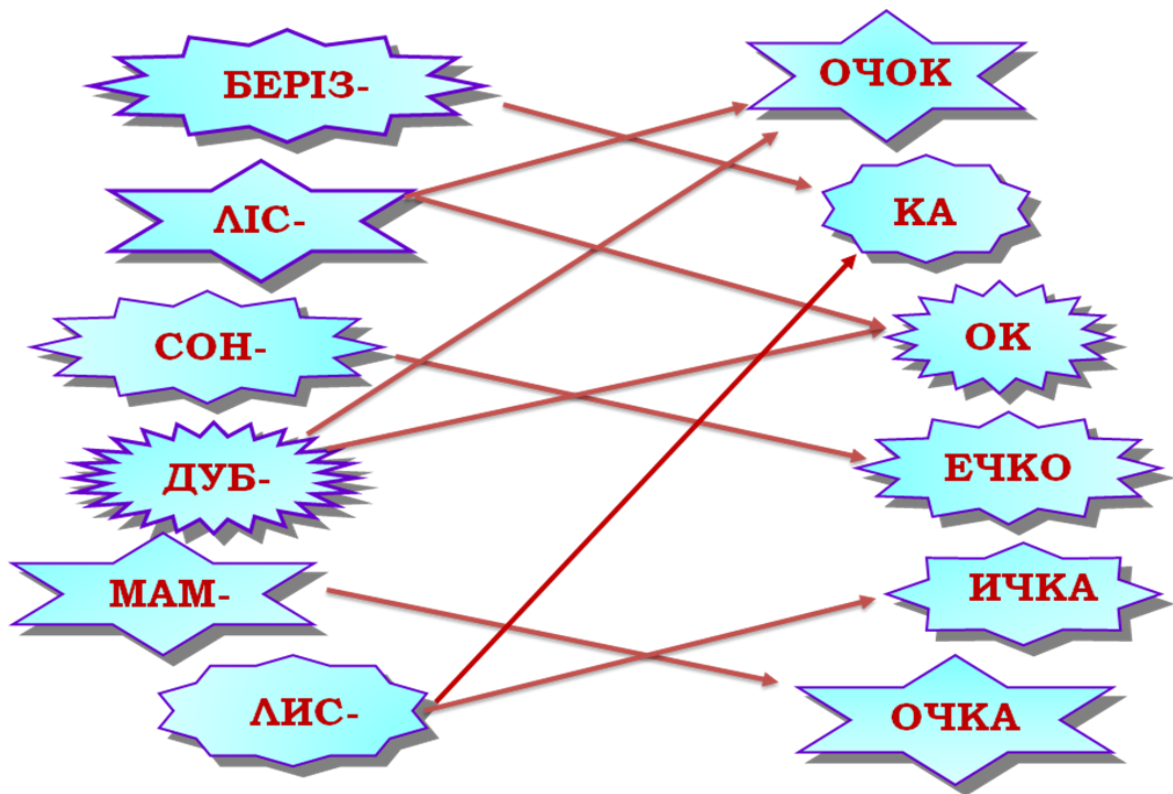 БЕРІЗ-
ЛІС-
СОН-
ДУБ-
МАМ-
ЛИС-
ОЧОК
КА
ОК
ЕЧКО
ИЧКА
ОЧКА